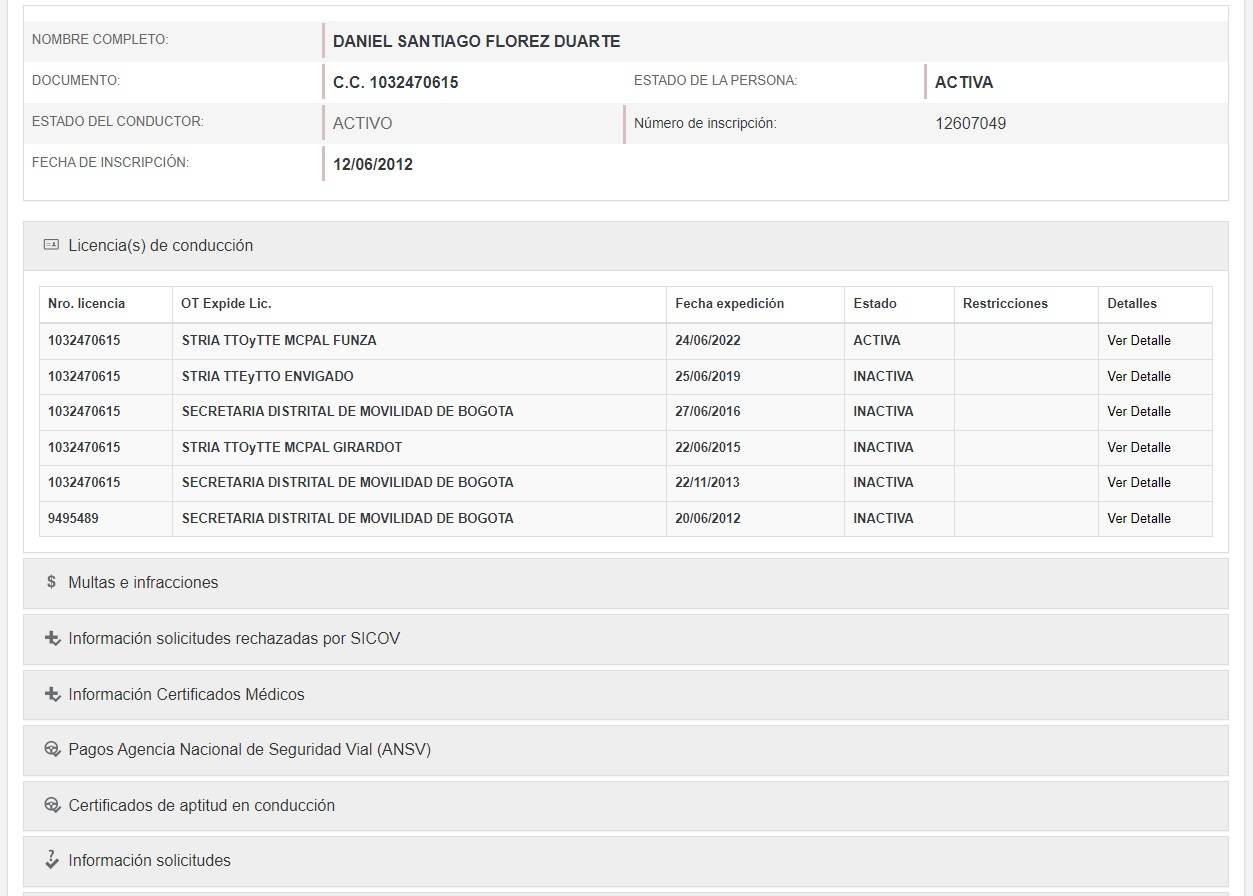 NOMBRE COMPLETO: DANIEL SANTIAGO FLOREZ DUARTE
DOCUMENTO: C.C. 1032470615 ESTADO DE LA PERSONA: ACTIVA
ESTADO DEL CONDUCTOR: ACTIVO Número de inscripción: 12607049
FECHA DE INSCRIPCIÓN: 12/06/2012
Licencia(s) de conducción
Nro. licencia OT Expide Lic. Fecha expedición Estado Restricciones Detalles
1032470615 STRIA TTOyTTE MCPAL FUNZA 24/06/2022 ACTIVA Ver Detalle
1032470615 STRIA TTEyTTO ENVIGADO 25/06/2019 INACTIVA Ver Detalle
1032470615 SECRETARIA DISTRITAL DE MOVILIDAD DE BOGOTA 27/06/2016 INACTIVA Ver Detalle
1032470615 STRIA TTOyTTE MCPAL GIRARDOT 22/06/2015 INACTIVA Ver Detalle
1032470615 SECRETARIA DISTRITAL DE MOVILIDAD DE BOGOTA 22/11/2013 INACTIVA Ver Detalle
9495489 SECRETARIA DISTRITAL DE MOVILIDAD DE BOGOTA 20/06/2012 INACTIVA Ver Detalle
$ Multas e infracciones
Información solicitudes rechazadas por SICOV
Información Certificados Médicos
Pagos Agencia Nacional de Seguridad Vial (ANSV)
Certificados de aptitud en conducción
Información solicitudes